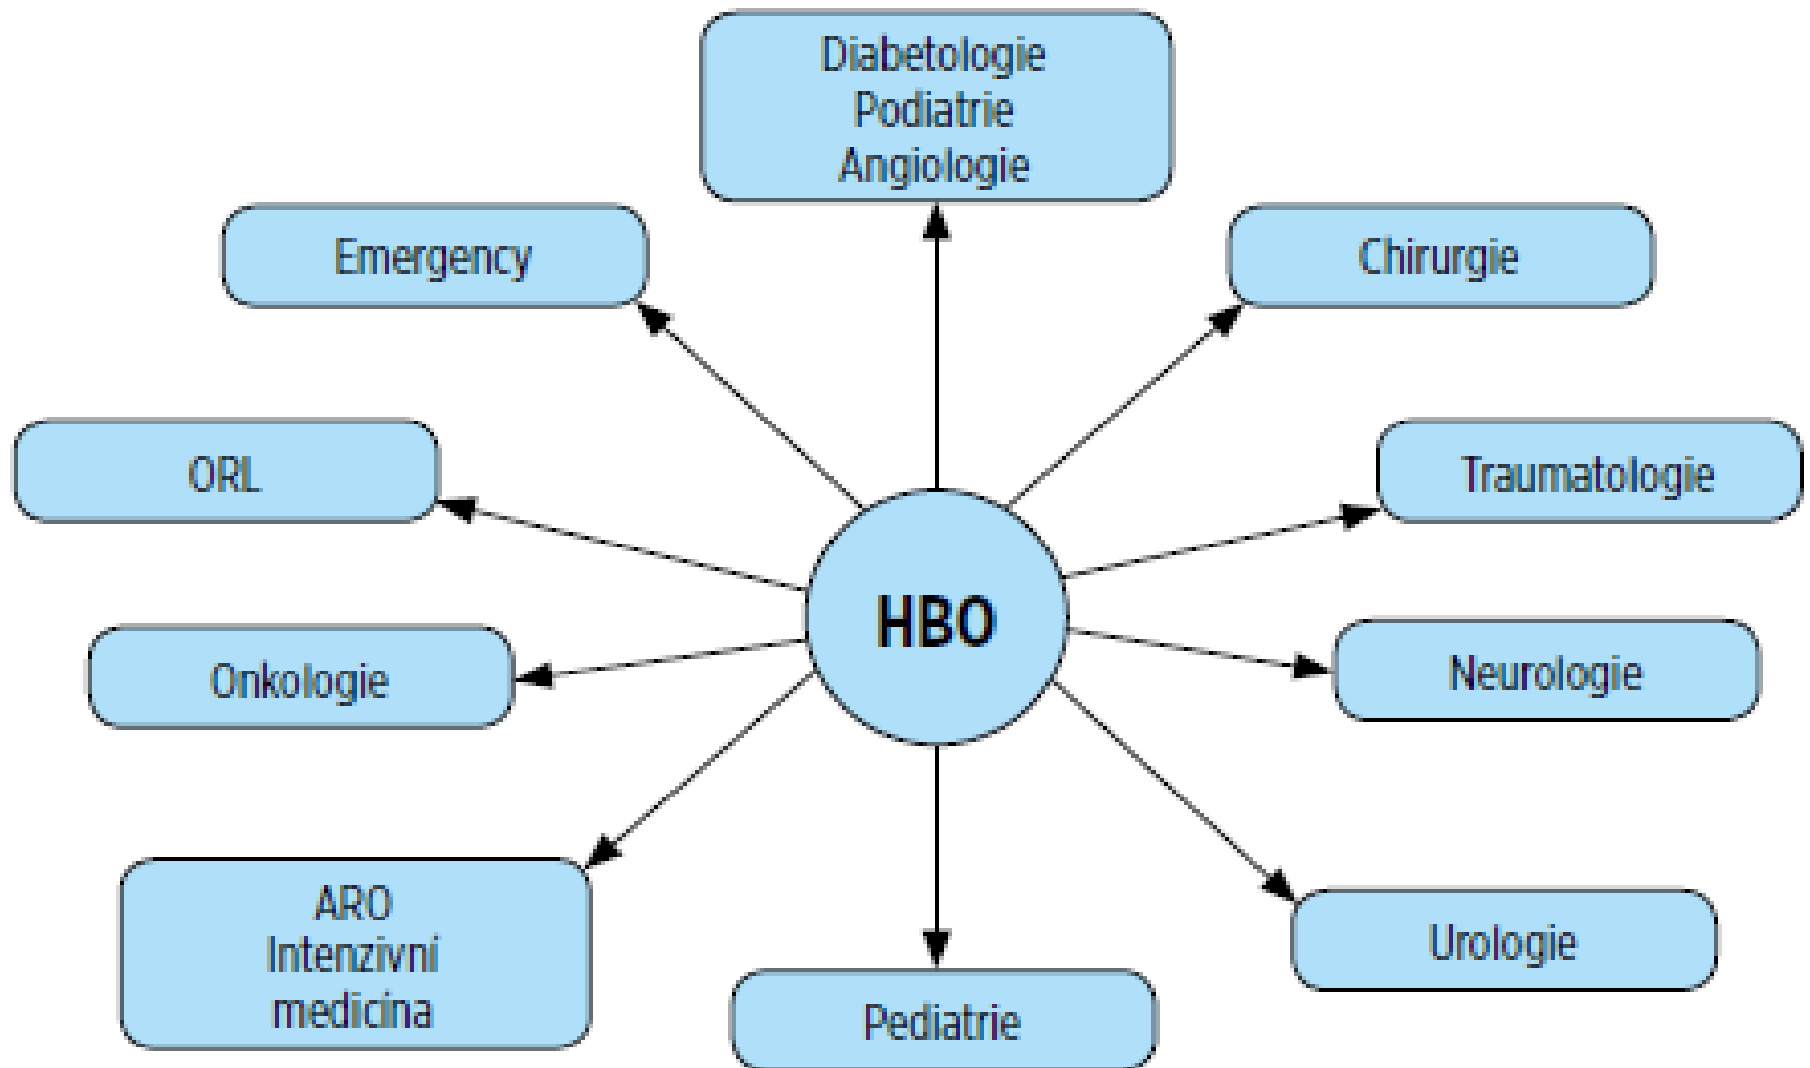 Diabetologie
Podiatrie
Angiologie
Emergency
Chirurgie
ORL
Traumatologie
HBO
Onkologie
Neurologie
ARO
Intenzivní
medicína
Urologie
Pediatrie